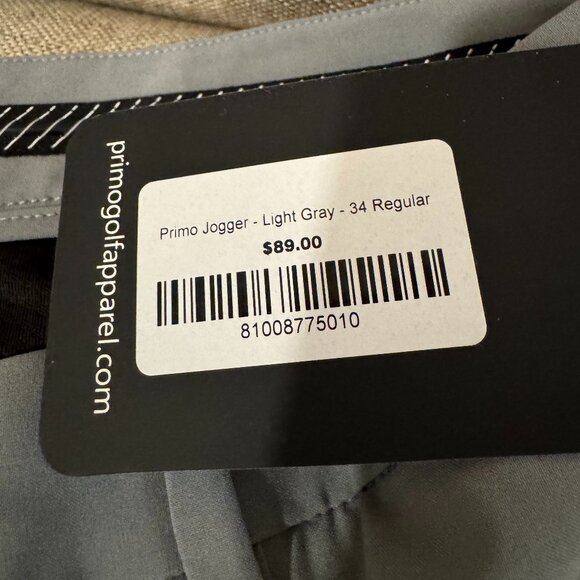 primogolfapparel.com
Primo Jogger - Light Gray - 34 Regular
$89.00
81008775010